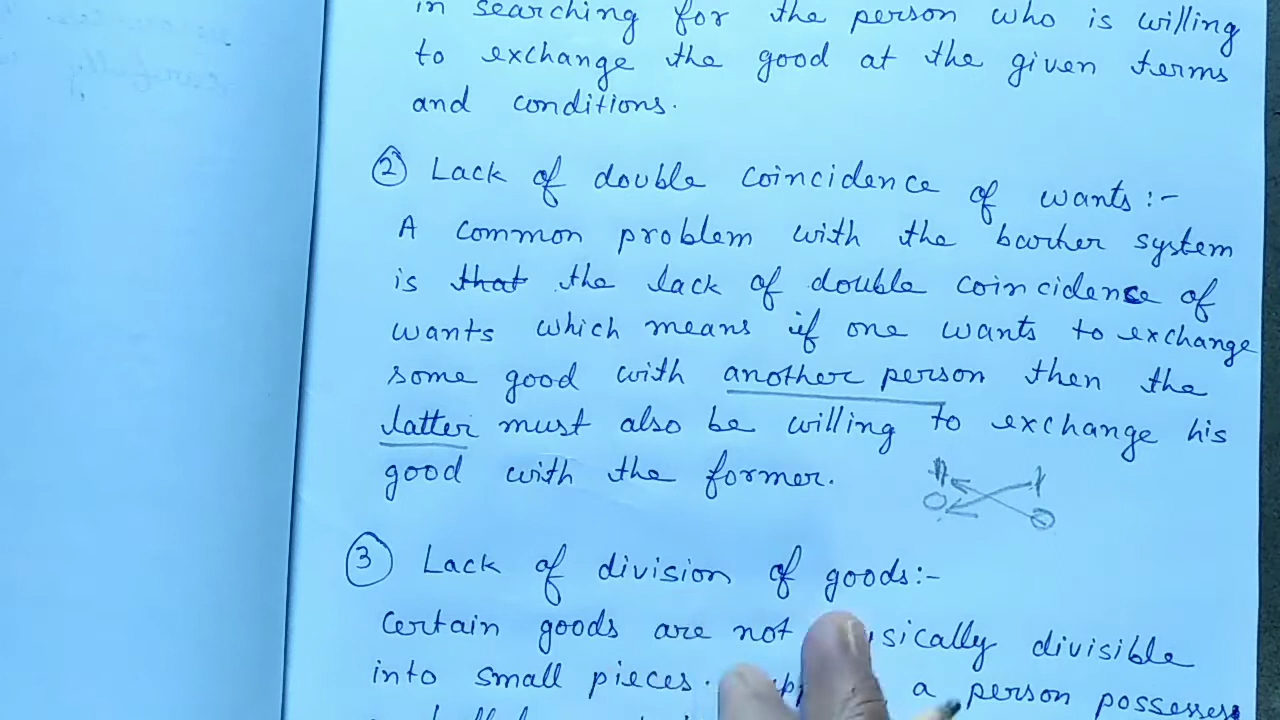 in searching for the person who is willing
to exchange the good at the given terms
and conditions.
② Lack of double coincidence of wants :-
A common problem with the barter system
is that the lack of double coincidence of
wants which means if one wants to exchange
some good with another person then the
latter must also be willing to exchange his
good with the former.
③ Lack of division of goods:-
Certain goods are not sically divisible
into small pieces. a person possesses